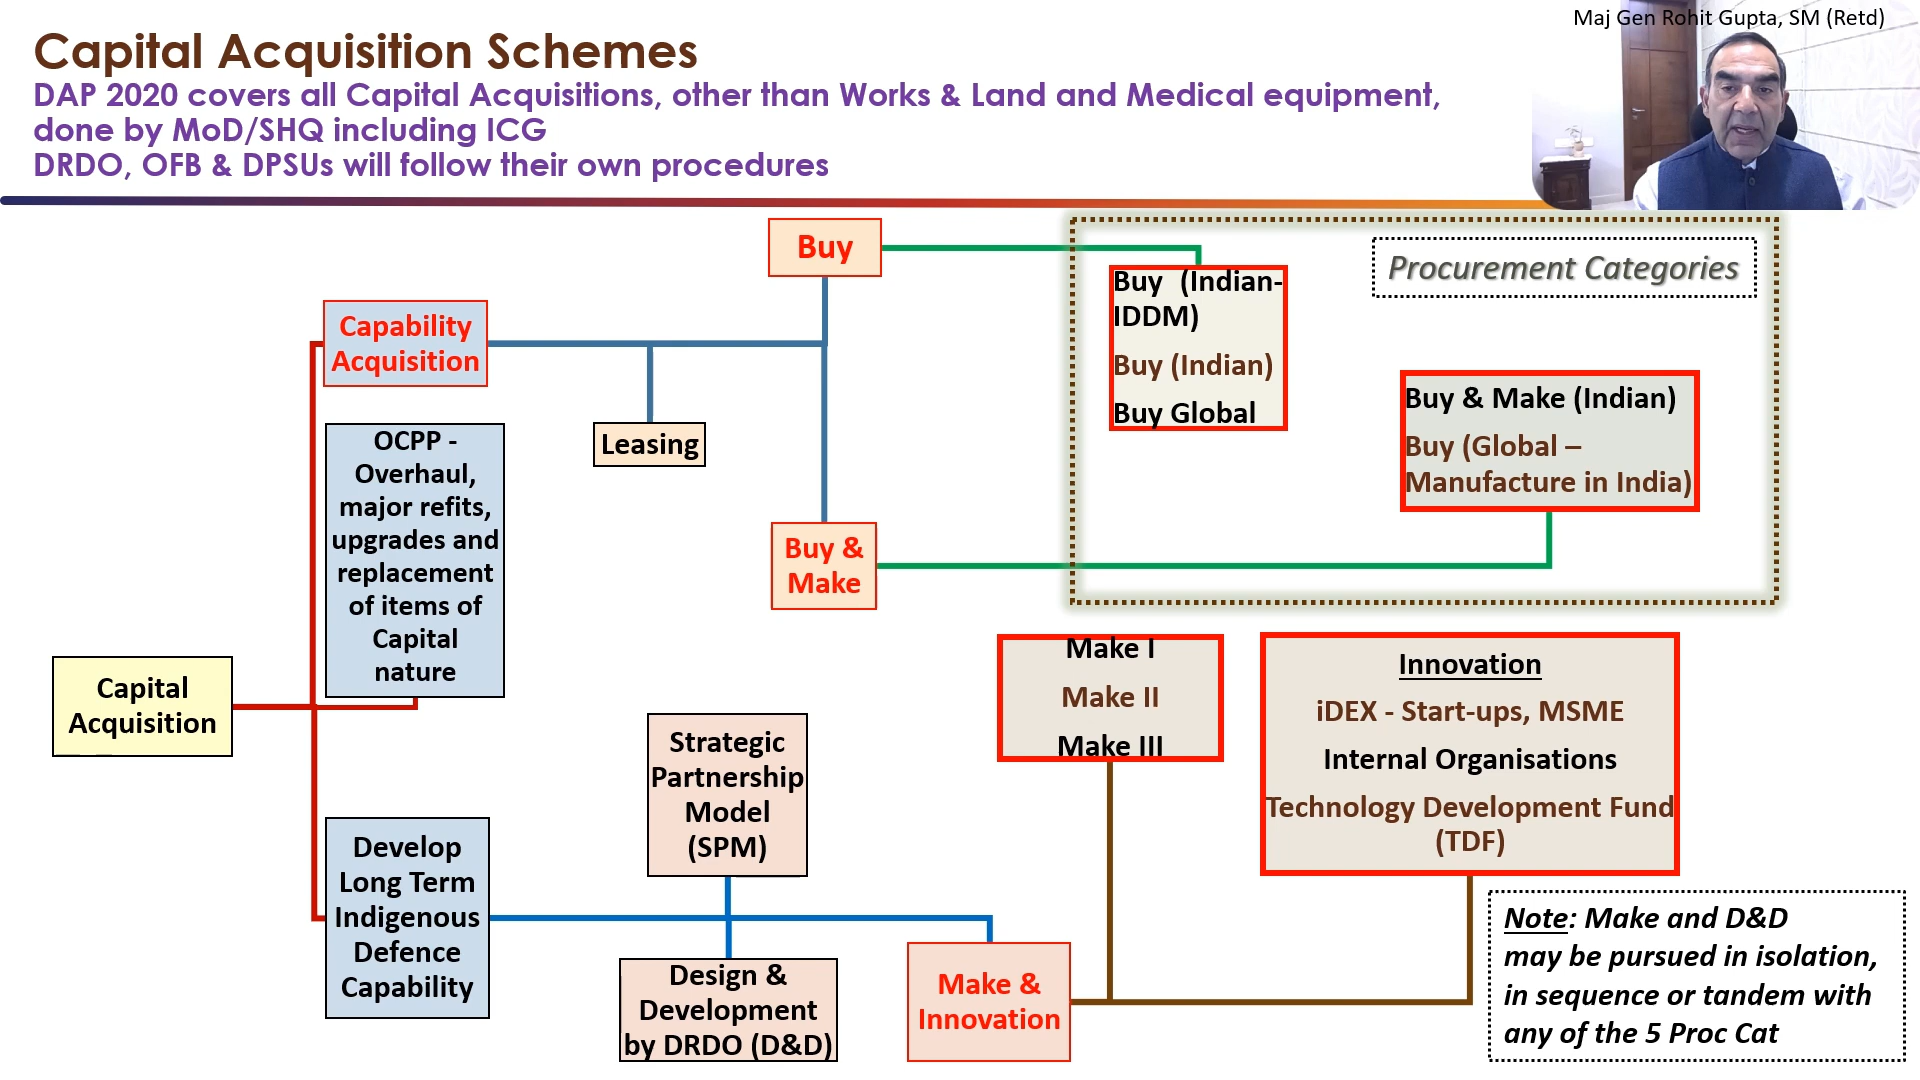 Maj Gen Rohit Gupta, SM (Retd)
Capital Acquisition Schemes
DAP 2020 covers all Capital Acquisitions, other than Works & Land and Medical equipment,
done by MoD/SHQ including ICG
DRDO, OFB & DPSUs will follow their own procedures
Buy
Procurement Categories
Buy (Indian-
IDDM)
Buy (Indian)
Buy Global
Capability
Acquisition
Buy & Make (Indian)
Buy (Global –
Manufacture in India)
Leasing
OCPP -
Overhaul,
major refits,
upgrades and
replacement
of items of
Capital
nature
Buy &
Make
Capital
Acquisition
Make I
Make II
Make III
Innovation
iDEX - Start-ups, MSME
Internal Organisations
Technology Development Fund
(TDF)
Strategic
Partnership
Model
(SPM)
Develop
Long Term
Indigenous
Defence
Capability
Design &
Development
by DRDO (D&D)
Make &
Innovation
Note: Make and D&D
may be pursued in isolation,
in sequence or tandem with
any of the 5 Proc Cat